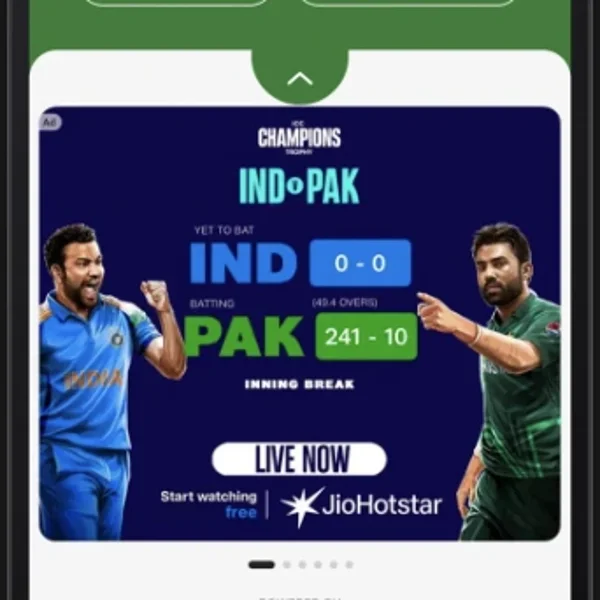 Ad
ICC
CHAMPIONS
TROPHY
IND V PAK
YET TO BAT
IND 0 - 0
BATTING (49.4 OVERS)
PAK 241 - 10
INNING BREAK
INDIA
LIVE NOW
Start watching
free
JioHotstar